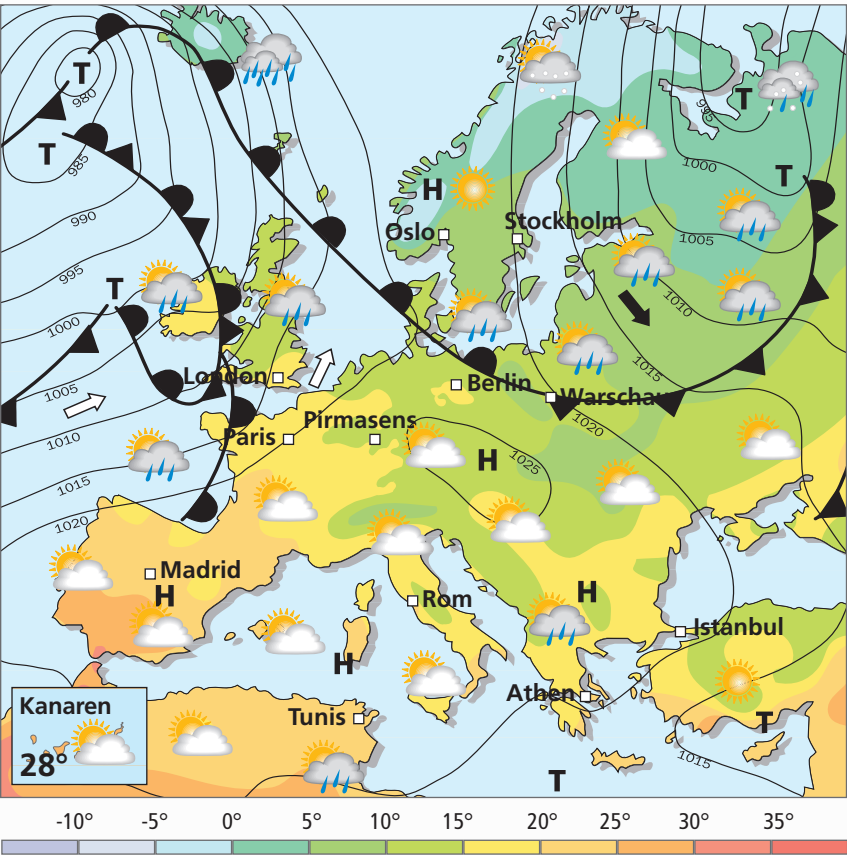 T
980
T
985
990
995
T
1000
1005
1010
1015
1020
H
Oslo
Stockholm
T
995
1000
T
1005
1010
1015
London
Berlin
Warschau
Paris
Pirmasens
1020
H
1025
Madrid
H
Rom
H
Istanbul
H
Athen
Tunis
T
1015
T
Kanaren
28°
-10° -5° 0° 5° 10° 15° 20° 25° 30° 35°